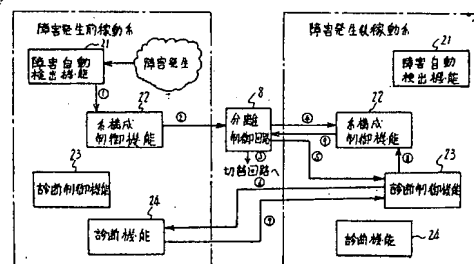 障害発生前稼動系
21
障害自動
検出機能
障害発生
①
22
系構成
制御機能
②
8
分離
制御回路
③
切替回路へ
23
診断制御機能
24
診断機能
障害発生後稼動系
21
障害自動
検出機能
22
系構成
制御機能
④
⑨
⑤
⑧
23
診断制御機能
⑥
⑦
診断機能
24